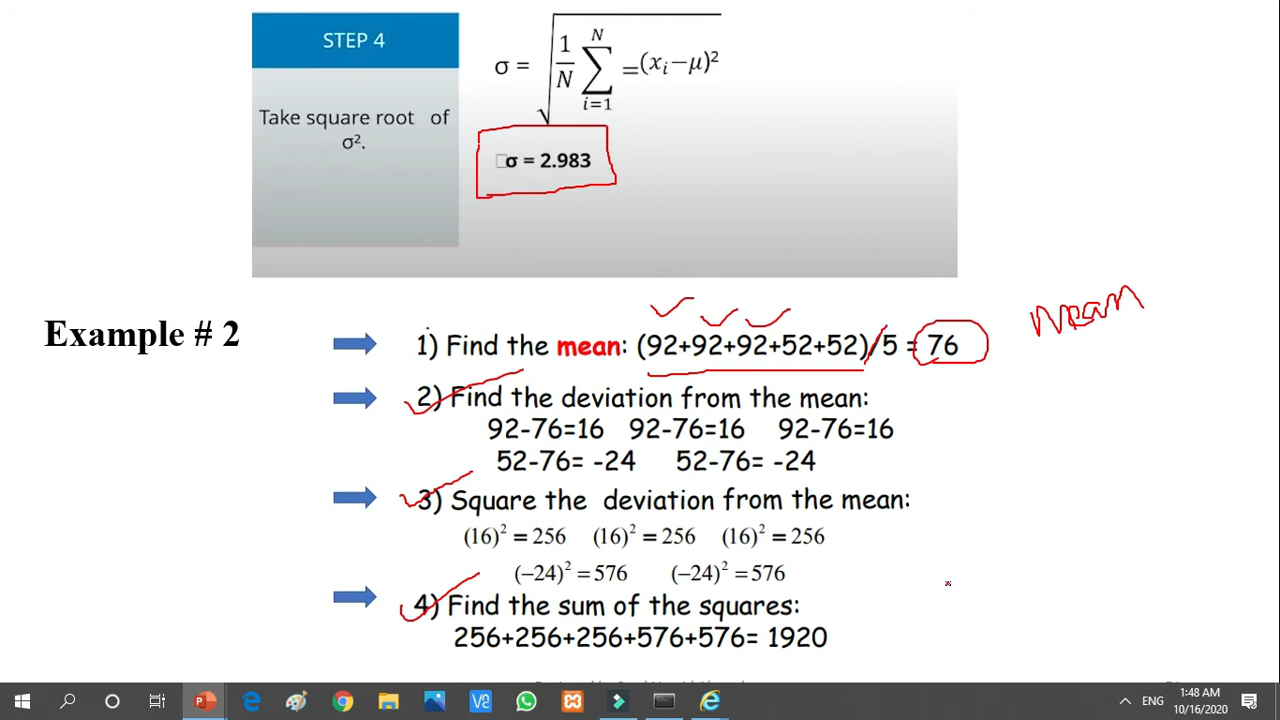 STEP 4
Take square root of
σ².
σ = √ 1/N ∑ N i=1 =(xᵢ−μ)²
□σ = 2.983
mean
Example # 2
1) Find the mean: (92+92+92+52+52)/5 = 76
2) Find the deviation from the mean:
92-76=16 92-76=16 92-76=16
52-76= -24 52-76= -24
3) Square the deviation from the mean:
(16)² = 256 (16)² = 256 (16)² = 256
(−24)² = 576 (−24)² = 576
4) Find the sum of the squares:
256+256+256+576+576= 1920
ENG
1:48 AM
10/16/2020